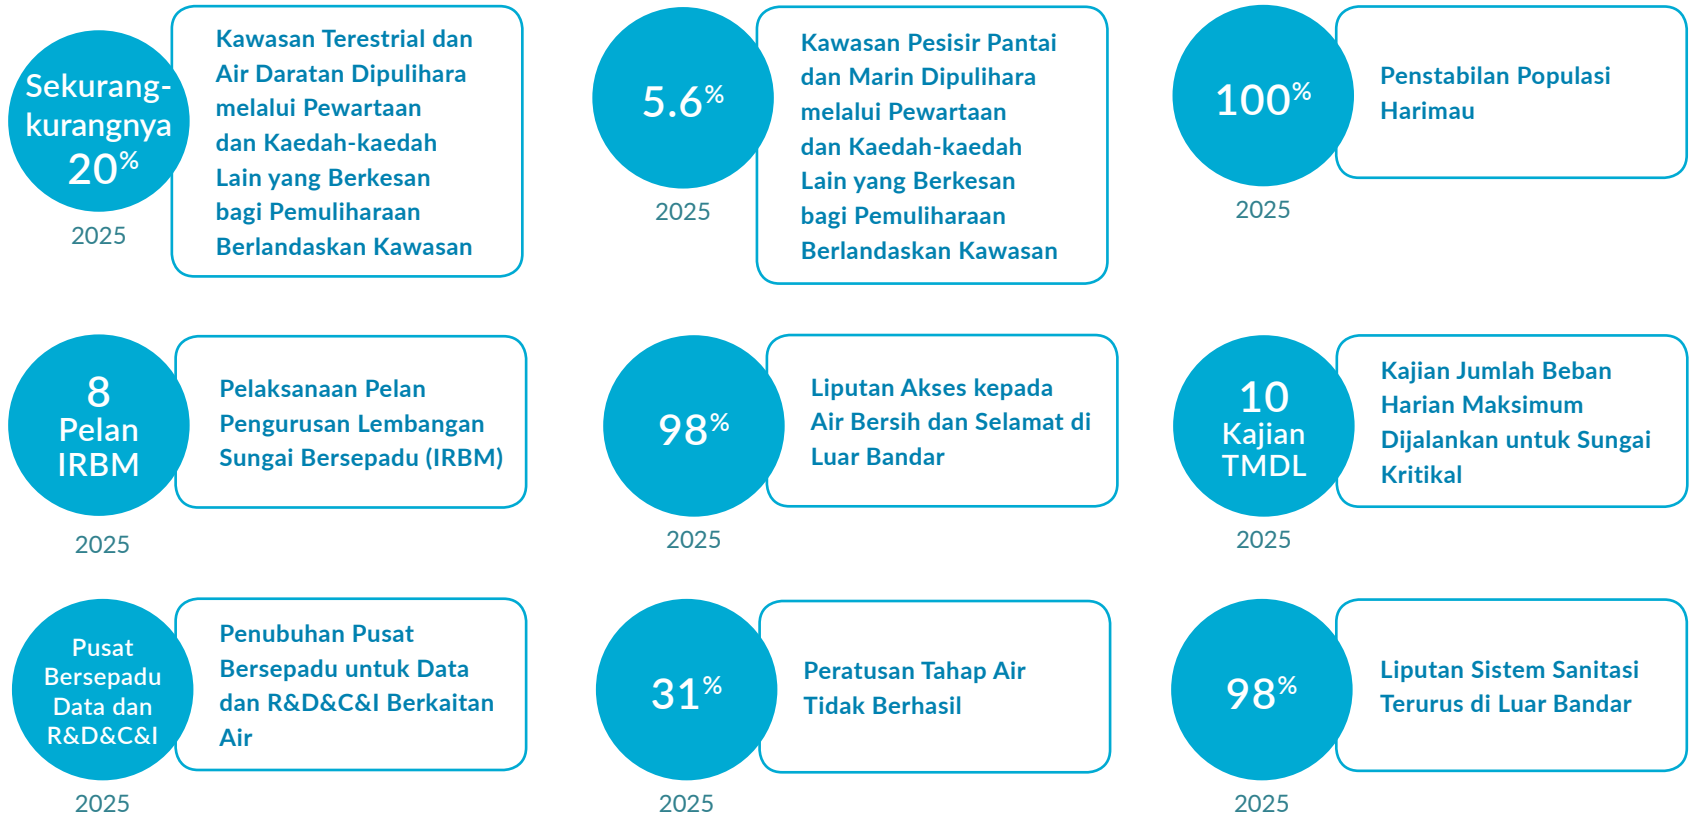 Sekurang-
kurangnya
20%
2025
Kawasan Terestrial dan
Air Daratan Dipulihara
melalui Pewartaan
dan Kaedah-kaedah
Lain yang Berkesan
bagi Pemuliharaan
Berlandaskan Kawasan
5.6%
2025
Kawasan Pesisir Pantai
dan Marin Dipulihara
melalui Pewartaan
dan Kaedah-kaedah
Lain yang Berkesan
bagi Pemuliharaan
Berlandaskan Kawasan
100%
2025
Penstabilan Populasi
Harimau
8
Pelan
IRBM
2025
Pelaksanaan Pelan
Pengurusan Lembangan
Sungai Bersepadu (IRBM)
98%
2025
Liputan Akses kepada
Air Bersih dan Selamat di
Luar Bandar
10
Kajian
TMDL
2025
Kajian Jumlah Beban
Harian Maksimum
Dijalankan untuk Sungai
Kritikal
Pusat
Bersepadu
Data dan
R&D&C&I
2025
Penubuhan Pusat
Bersepadu untuk Data
dan R&D&C&I Berkaitan
Air
31%
2025
Peratusan Tahap Air
Tidak Berhasil
98%
2025
Liputan Sistem Sanitasi
Terurus di Luar Bandar